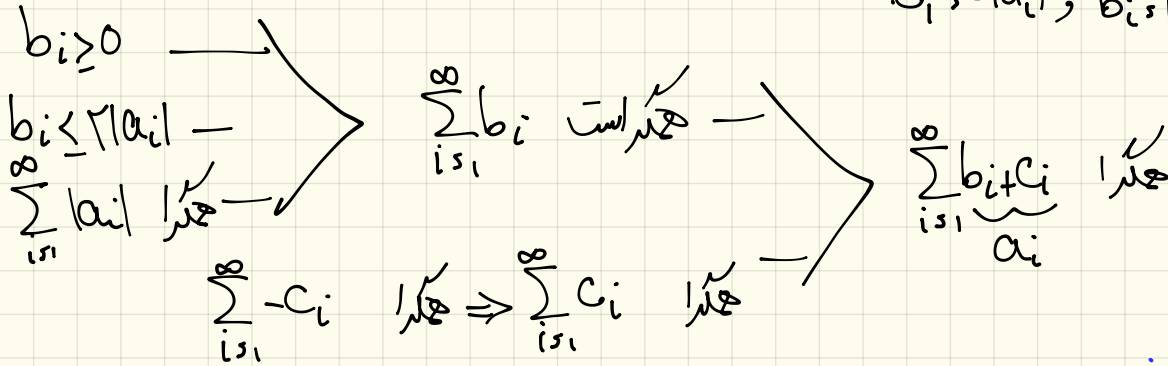 b_i ≥ 0
b_i ≤ ۲|a_i|
∑_{i=1}^{∞} |a_i| همگرا
∑_{i=1}^{∞} b_i همگراست
∑_{i=1}^{∞} -c_i همگرا ⇒ ∑_{i=1}^{∞} c_i همگرا
∑_{i=1}^{∞} b_i + c_i همگرا
a_i